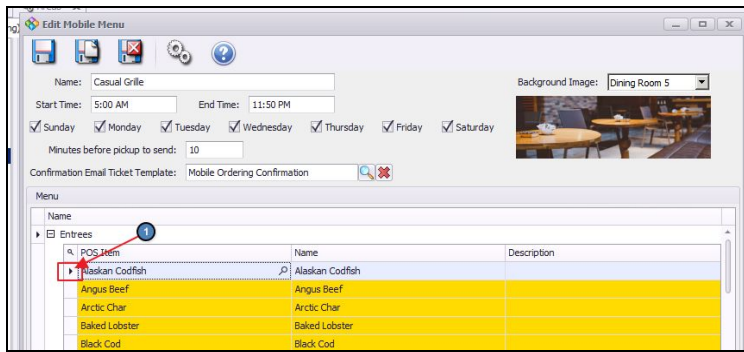 Edit Mobile Menu
Name: Casual Grille Background Image: Dining Room 5
Start Time: 5:00 AM End Time: 11:50 PM
Sunday Monday Tuesday Wednesday Thursday Friday Saturday
Minutes before pickup to send: 10
Confirmation Email Ticket Template: Mobile Ordering Confirmation
Menu
Name
Entrees
1
POS Item Name Description
Alaskan Codfish Alaskan Codfish
Angus Beef Angus Beef
Arctic Char Arctic Char
Baked Lobster Baked Lobster
Black Cod Black Cod